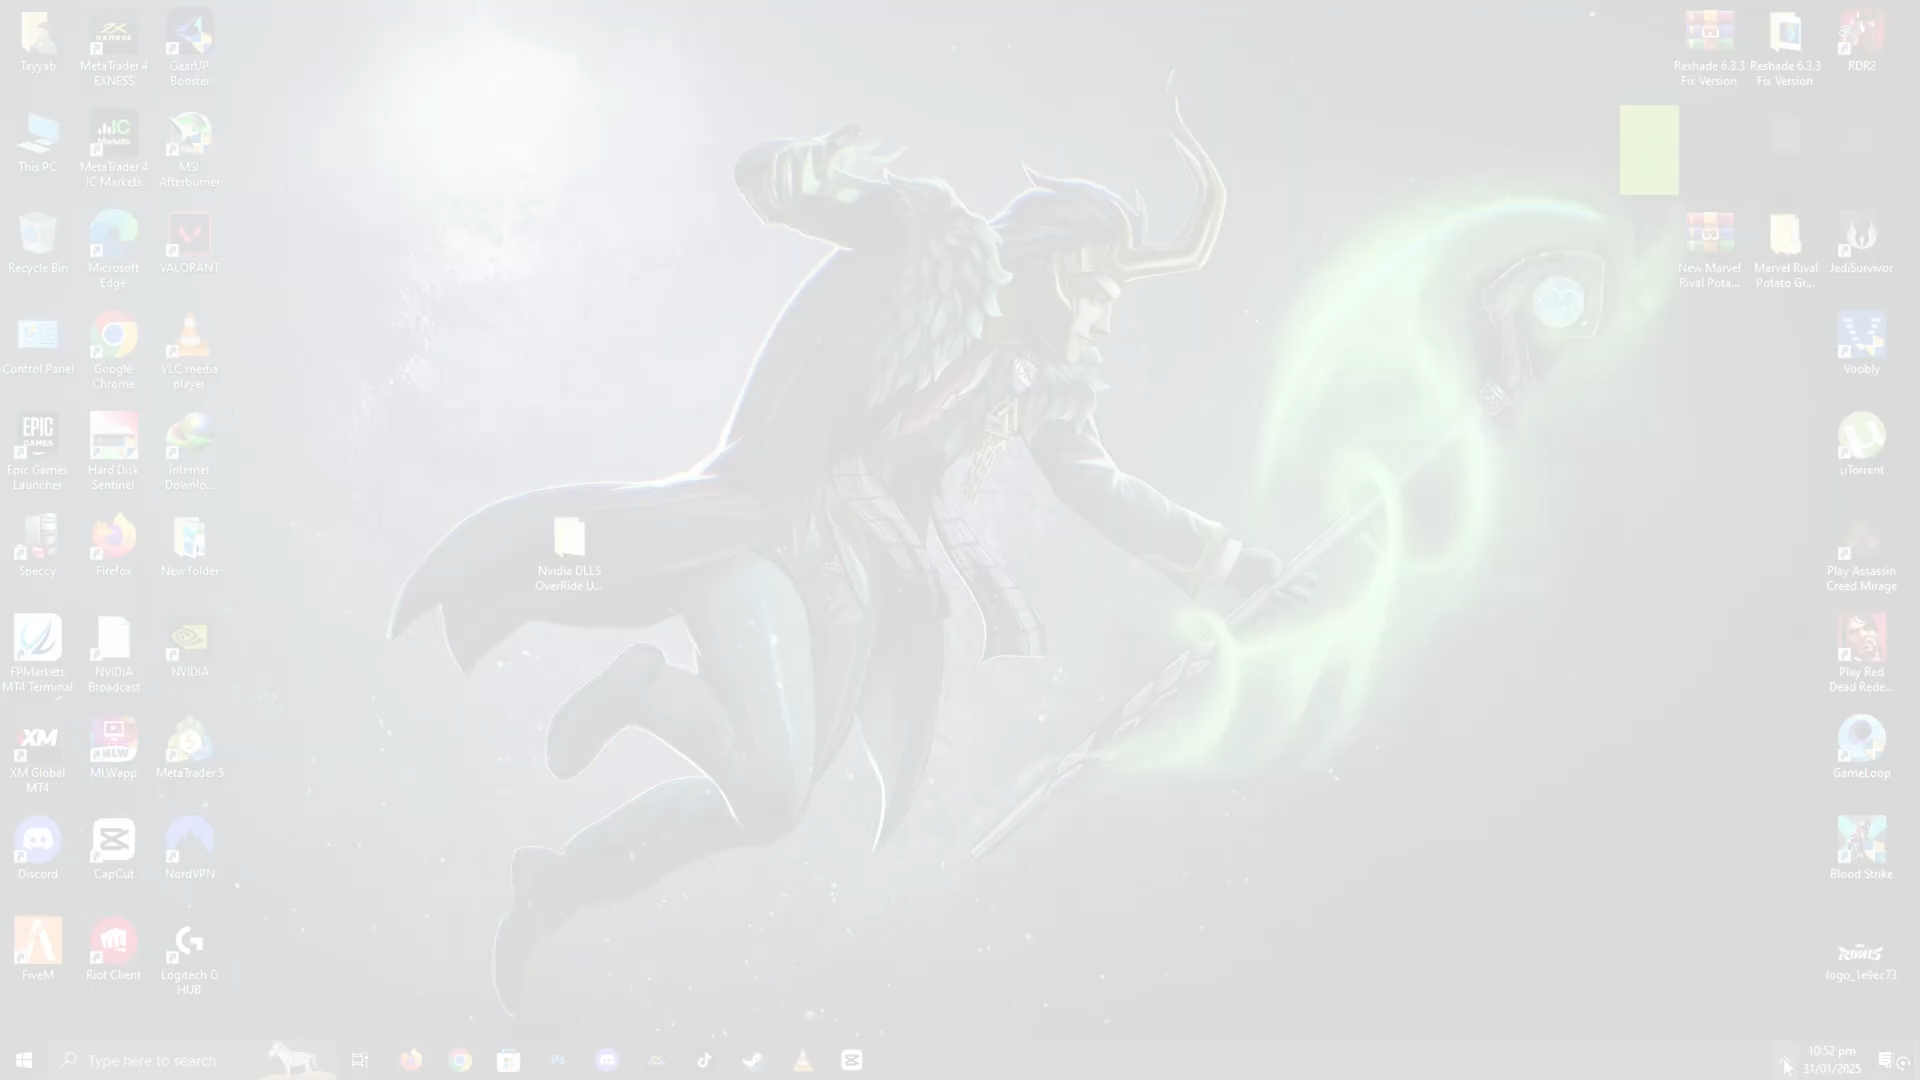 Tayyab
MetaTrader 4
EXNESS
GearUP
Booster
This PC
MetaTrader 4
IC Markets
MSI
Afterburner
Recycle Bin
Microsoft
Edge
VALORANT
Control Panel
Google
Chrome
VLC media
player
Epic Games
Launcher
Hard Disk
Sentinel
Internet
Downlo...
Speccy
Firefox
New folder
FPMarkets
MT4 Terminal
NVIDIA
Broadcast
NVIDIA
XM Global
MT4
MLWapp
MetaTrader 5
Discord
CapCut
NordVPN
FiveM
Riot Client
Logitech G
HUB
Nvidia DLLS
OverRide U...
Reshade 6.3.3
Fix Version
Reshade 6.3.3
Fix Version
RDR2
New Marvel
Rival Pota...
Marvel Rival
Potato Gr...
JediSurvivor
Voobly
µTorrent
Play Assassin
Creed Mirage
Play Red
Dead Rede...
GameLoop
Blood Strike
RIVALS
logo_1e9ec73
Type here to search
10:52 pm
31/01/2025